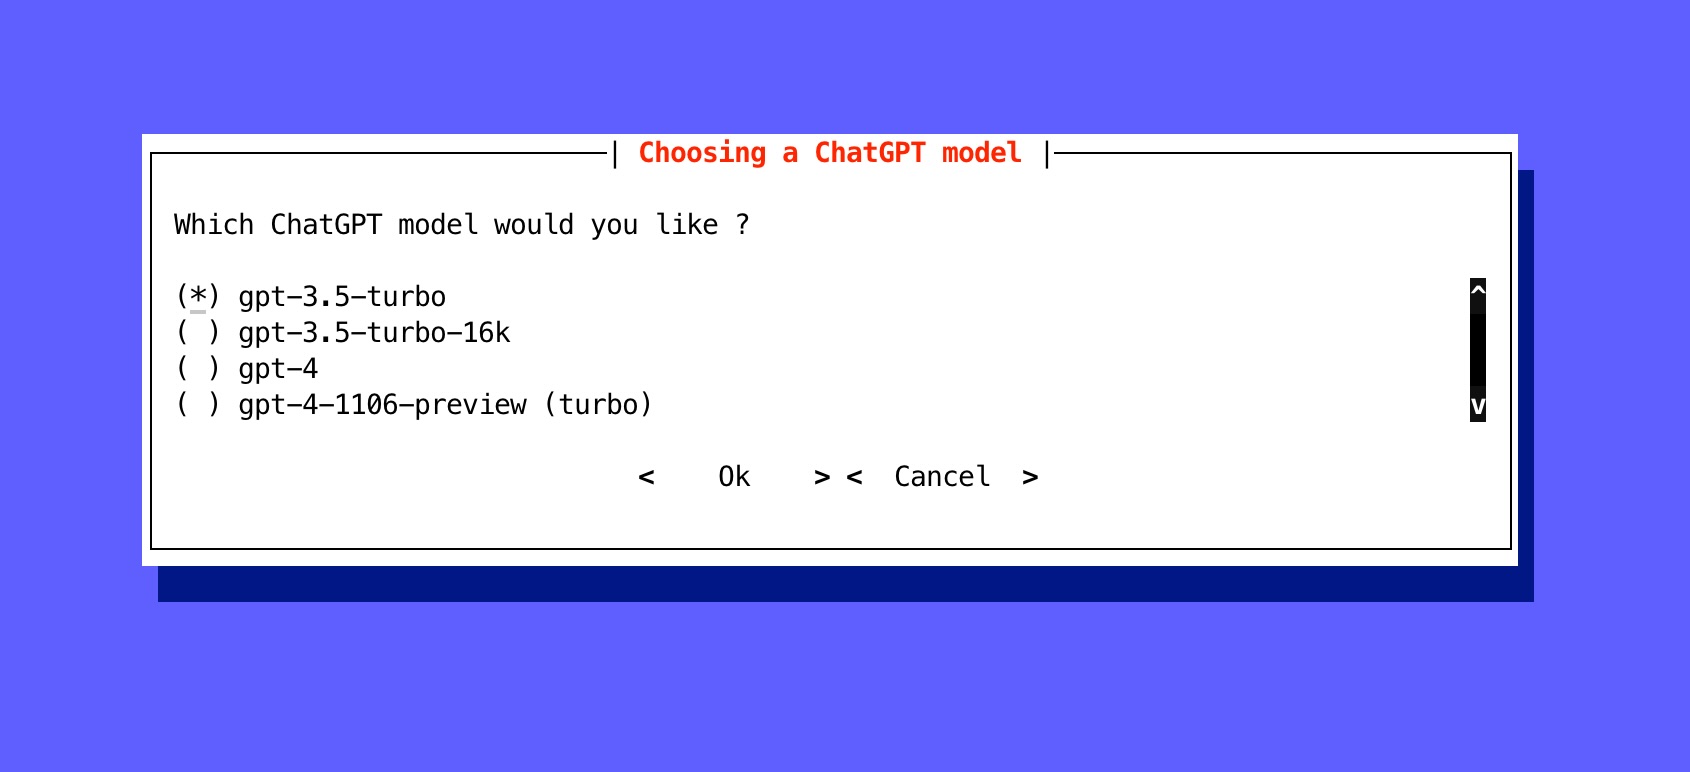 | Choosing a ChatGPT model |
Which ChatGPT model would you like ?
(*) gpt-3.5-turbo
( ) gpt-3.5-turbo-16k
( ) gpt-4
( ) gpt-4-1106-preview (turbo)
^
v
< Ok > < Cancel >